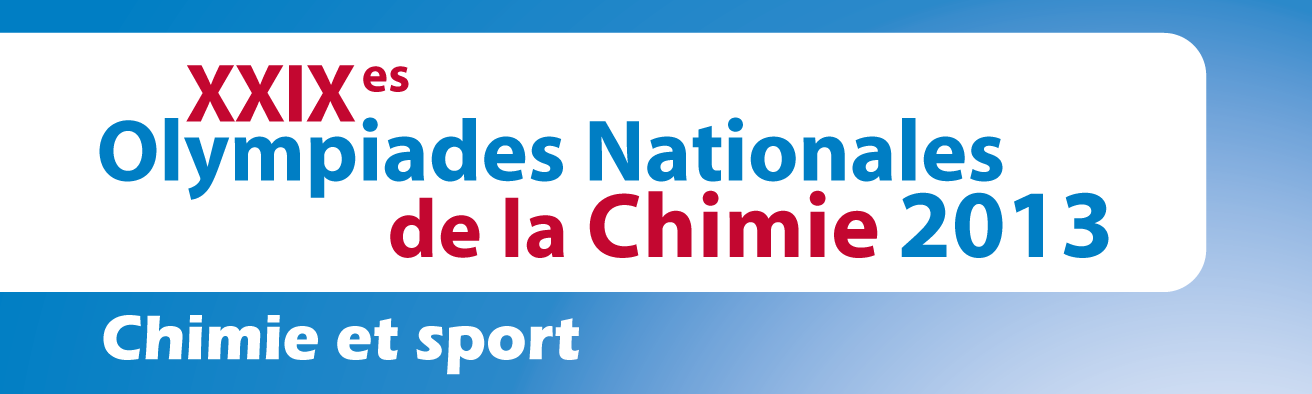 XXIXes
Olympiades Nationales
de la Chimie 2013
Chimie et sport